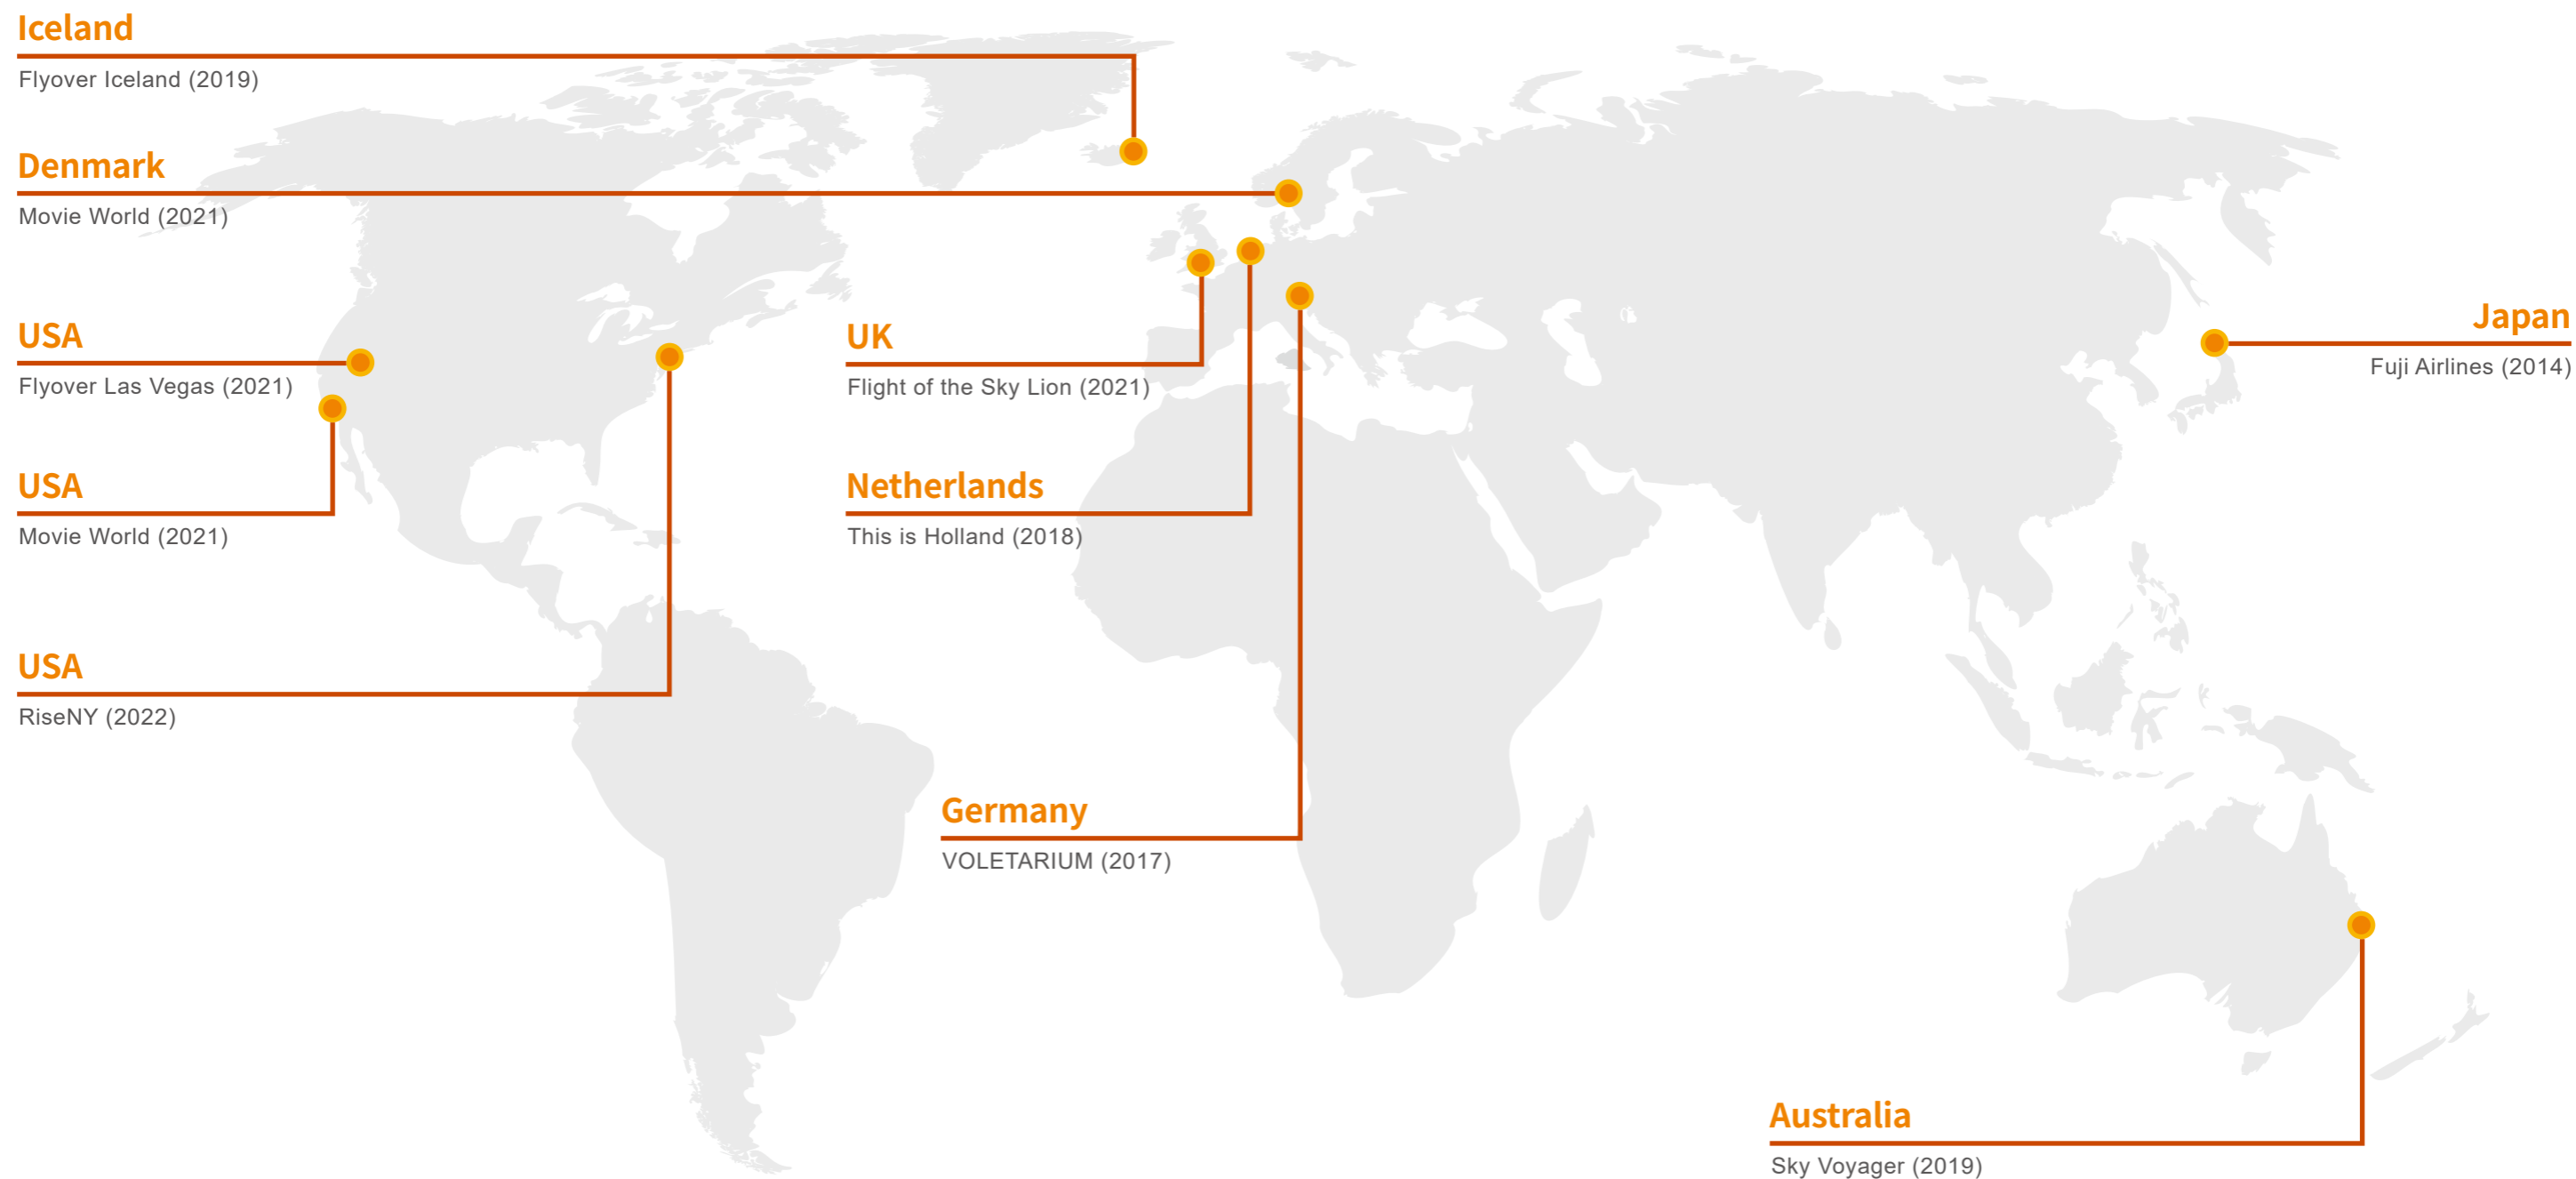 Iceland
Flyover Iceland (2019)
Denmark
Movie World (2021)
USA
Flyover Las Vegas (2021)
USA
Movie World (2021)
USA
RiseNY (2022)
UK
Flight of the Sky Lion (2021)
Netherlands
This is Holland (2018)
Germany
VOLETARIUM (2017)
Japan
Fuji Airlines (2014)
Australia
Sky Voyager (2019)